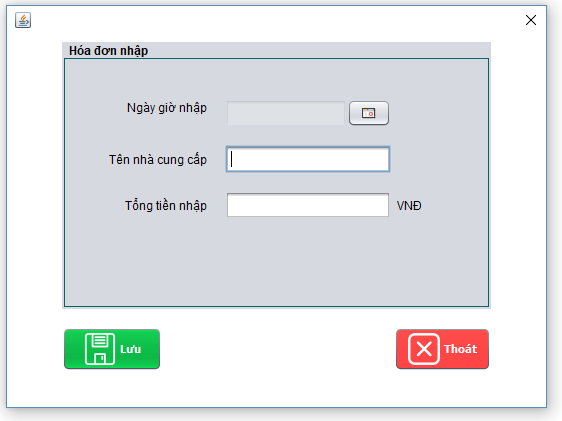 Hóa đơn nhập
Ngày giờ nhập
Tên nhà cung cấp
Tổng tiền nhập VNĐ
Lưu Thoát